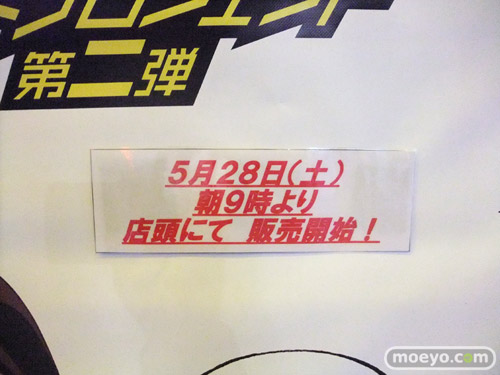 第二弾
5月28日(土)
朝9時より
店頭にて 販売開始！
moeyo.com